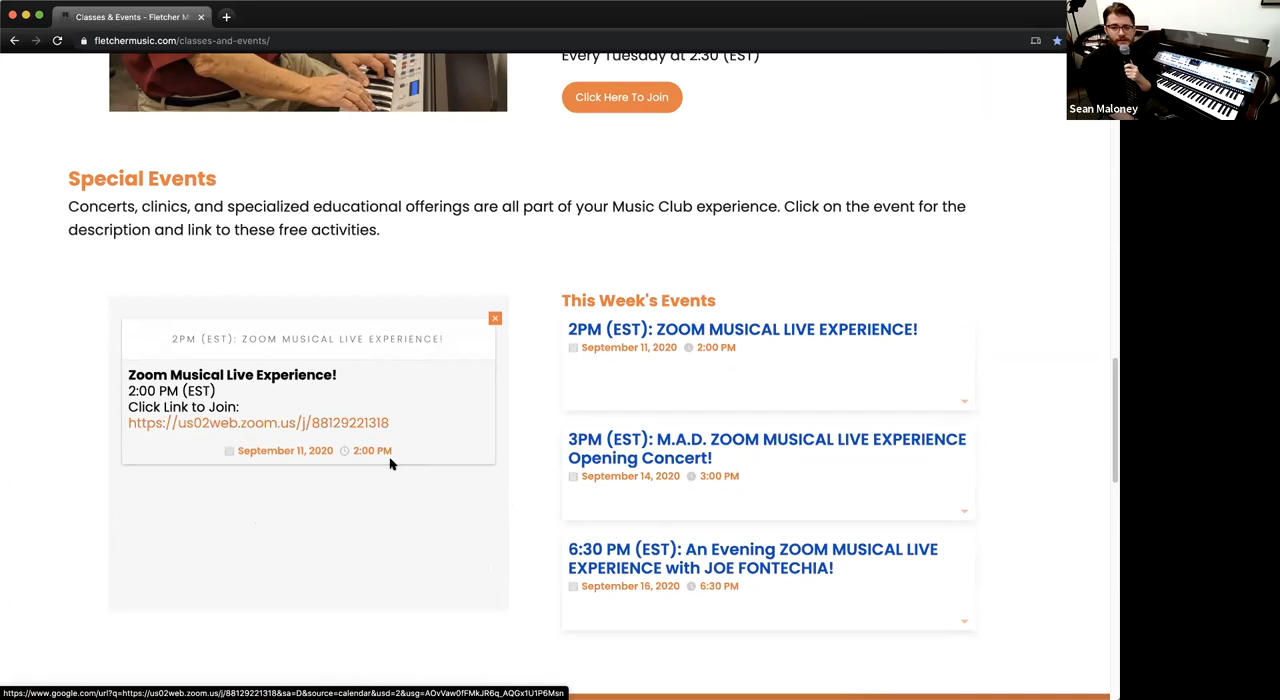 Classes & Events - Fletcher M
fletchermusic.com/classes-and-events/
Sean Maloney
Every Tuesday at 2:30 (EST)
Click Here To Join
Special Events
Concerts, clinics, and specialized educational offerings are all part of your Music Club experience. Click on the event for the
description and link to these free activities.
2PM (EST): ZOOM MUSICAL LIVE EXPERIENCE!
Zoom Musical Live Experience!
2:00 PM (EST)
Click Link to Join:
https://us02web.zoom.us/j/88129221318
September 11, 2020 2:00 PM
This Week's Events
2PM (EST): ZOOM MUSICAL LIVE EXPERIENCE!
September 11, 2020 2:00 PM
3PM (EST): M.A.D. ZOOM MUSICAL LIVE EXPERIENCE
Opening Concert!
September 14, 2020 3:00 PM
6:30 PM (EST): An Evening ZOOM MUSICAL LIVE
EXPERIENCE with JOE FONTECHIA!
September 16, 2020 6:30 PM
https://www.google.com/url?q=https://us02web.zoom.us/j/88129221318&sa=D&source=calendar&usd=2&usg=AOvVaw0fFMkJR6q_AQGx1U1P6Msn